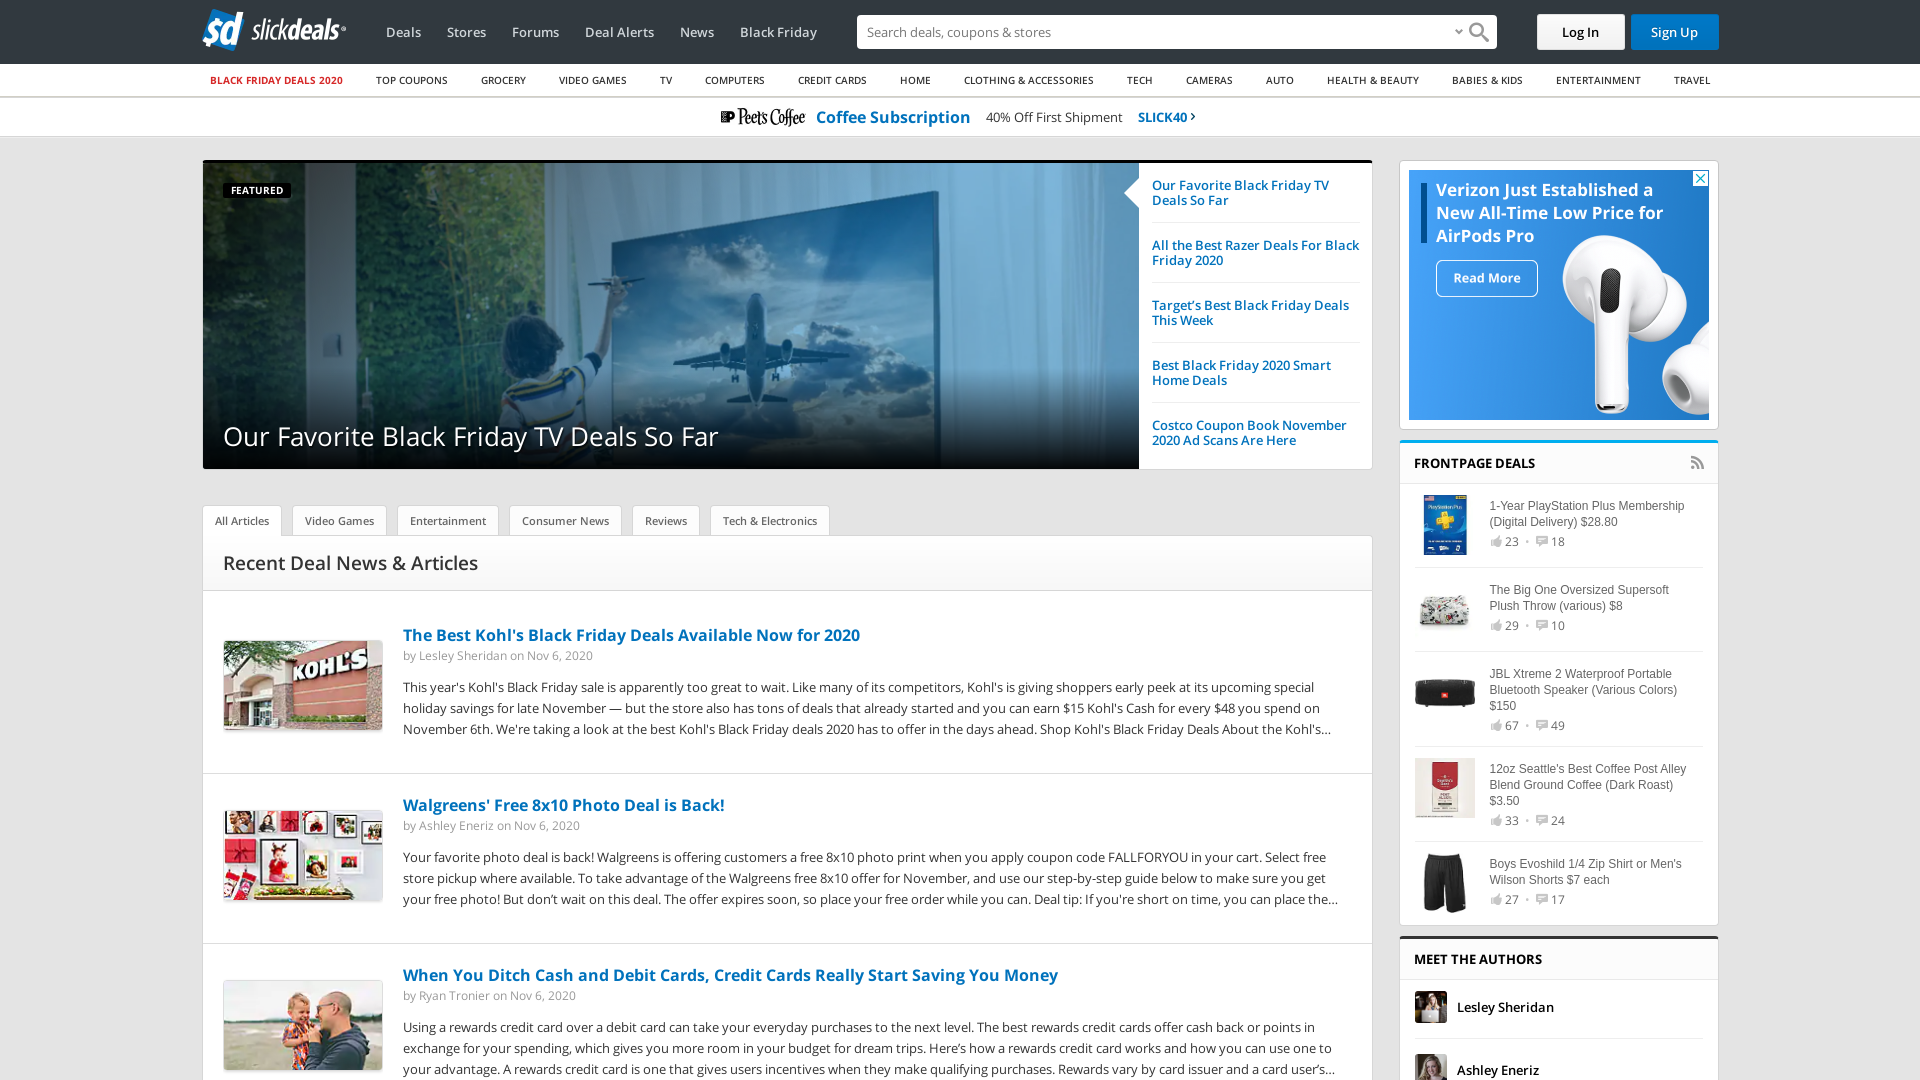 slickdeals
Deals
Stores
Forums
Deal Alerts
News
Black Friday
Search deals, coupons & stores
Log In
Sign Up
BLACK FRIDAY DEALS 2020
TOP COUPONS
GROCERY
VIDEO GAMES
TV
COMPUTERS
CREDIT CARDS
HOME
CLOTHING & ACCESSORIES
TECH
CAMERAS
AUTO
HEALTH & BEAUTY
BABIES & KIDS
ENTERTAINMENT
TRAVEL
Peet's Coffee
Coffee Subscription
40% Off First Shipment
SLICK40
FEATURED
Our Favorite Black Friday TV Deals So Far
Our Favorite Black Friday TV
Deals So Far
All the Best Razer Deals For Black
Friday 2020
Target’s Best Black Friday Deals
This Week
Best Black Friday 2020 Smart
Home Deals
Costco Coupon Book November
2020 Ad Scans Are Here
Verizon Just Established a
New All-Time Low Price for
AirPods Pro
Read More
All Articles
Video Games
Entertainment
Consumer News
Reviews
Tech & Electronics
Recent Deal News & Articles
KOHL'S
The Best Kohl's Black Friday Deals Available Now for 2020
by Lesley Sheridan on Nov 6, 2020
This year's Kohl's Black Friday sale is apparently too great to wait. Like many of its competitors, Kohl's is giving shoppers early peek at its upcoming special
holiday savings for late November — but the store also has tons of deals that already started and you can earn $15 Kohl's Cash for every $48 you spend on
November 6th. We're taking a look at the best Kohl's Black Friday deals 2020 has to offer in the days ahead. Shop Kohl's Black Friday Deals About the Kohl's...
Walgreens' Free 8x10 Photo Deal is Back!
by Ashley Eneriz on Nov 6, 2020
Your favorite photo deal is back! Walgreens is offering customers a free 8x10 photo print when you apply coupon code FALLFORYOU in your cart. Select free
store pickup where available. To take advantage of the Walgreens free 8x10 offer for November, and use our step-by-step guide below to make sure you get
your free photo! But don’t wait on this deal. The offer expires soon, so place your free order while you can. Deal tip: If you're short on time, you can place the...
When You Ditch Cash and Debit Cards, Credit Cards Really Start Saving You Money
by Ryan Tronier on Nov 6, 2020
Using a rewards credit card over a debit card can take your everyday purchases to the next level. The best rewards credit cards offer cash back or points in
exchange for your spending, which gives you more room in your budget for dream trips. Here’s how a rewards credit card works and how you can use one to
your advantage. A rewards credit card is one that gives users incentives when they make qualifying purchases. Rewards vary by card issuer and a card user’s...
FRONTPAGE DEALS
1-Year PlayStation Plus Membership
(Digital Delivery) $28.80
23 • 18
The Big One Oversized Supersoft
Plush Throw (various) $8
29 • 10
JBL Xtreme 2 Waterproof Portable
Bluetooth Speaker (Various Colors)
$150
67 • 49
12oz Seattle's Best Coffee Post Alley
Blend Ground Coffee (Dark Roast)
$3.50
33 • 24
Boys Evoshild 1/4 Zip Shirt or Men's
Wilson Shorts $7 each
27 • 17
MEET THE AUTHORS
Lesley Sheridan
Ashley Eneriz